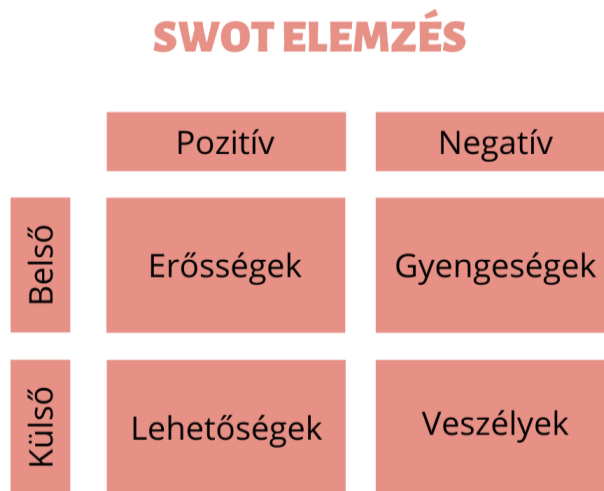 SWOT ELEMZÉS
Pozitív
Negatív
Belső
Erősségek
Gyengeségek
Külső
Lehetőségek
Veszélyek